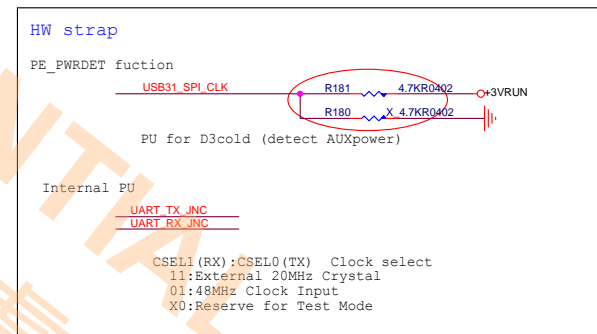 HW strap
PE_PWRDET fuction
USB31_SPI_CLK R181 4.7KR0402 +3VRUN
R180 X_4.7KR0402
PU for D3cold (detect AUXpower)
Internal PU
UART_TX_JNC
UART_RX_JNC
CSEL1(RX):CSEL0(TX) Clock select
11:External 20MHz Crystal
01:48MHz Clock Input
X0:Reserve for Test Mode
NTIAL